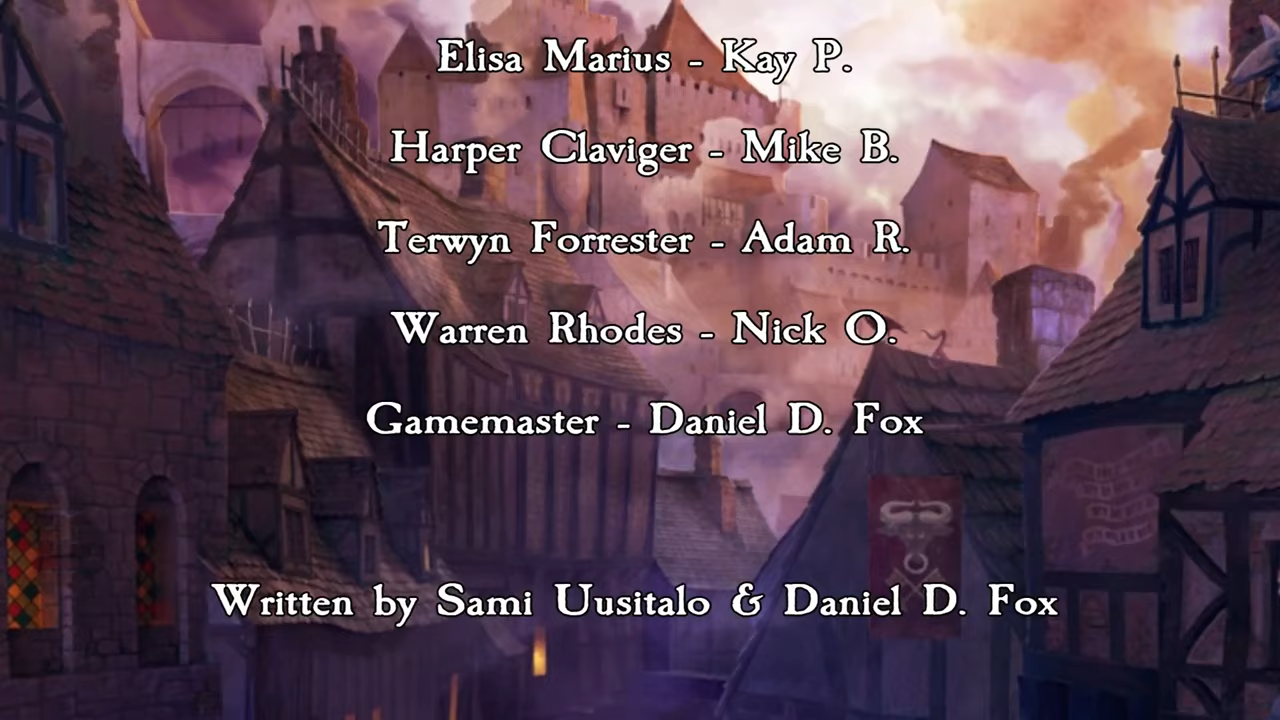 Elisa Marius - Kay P.
Harper Claviger - Mike B.
Terwyn Forrester - Adam R.
Warren Rhodes - Nick O.
Gamemaster - Daniel D. Fox
Written by Sami Uusitalo & Daniel D. Fox